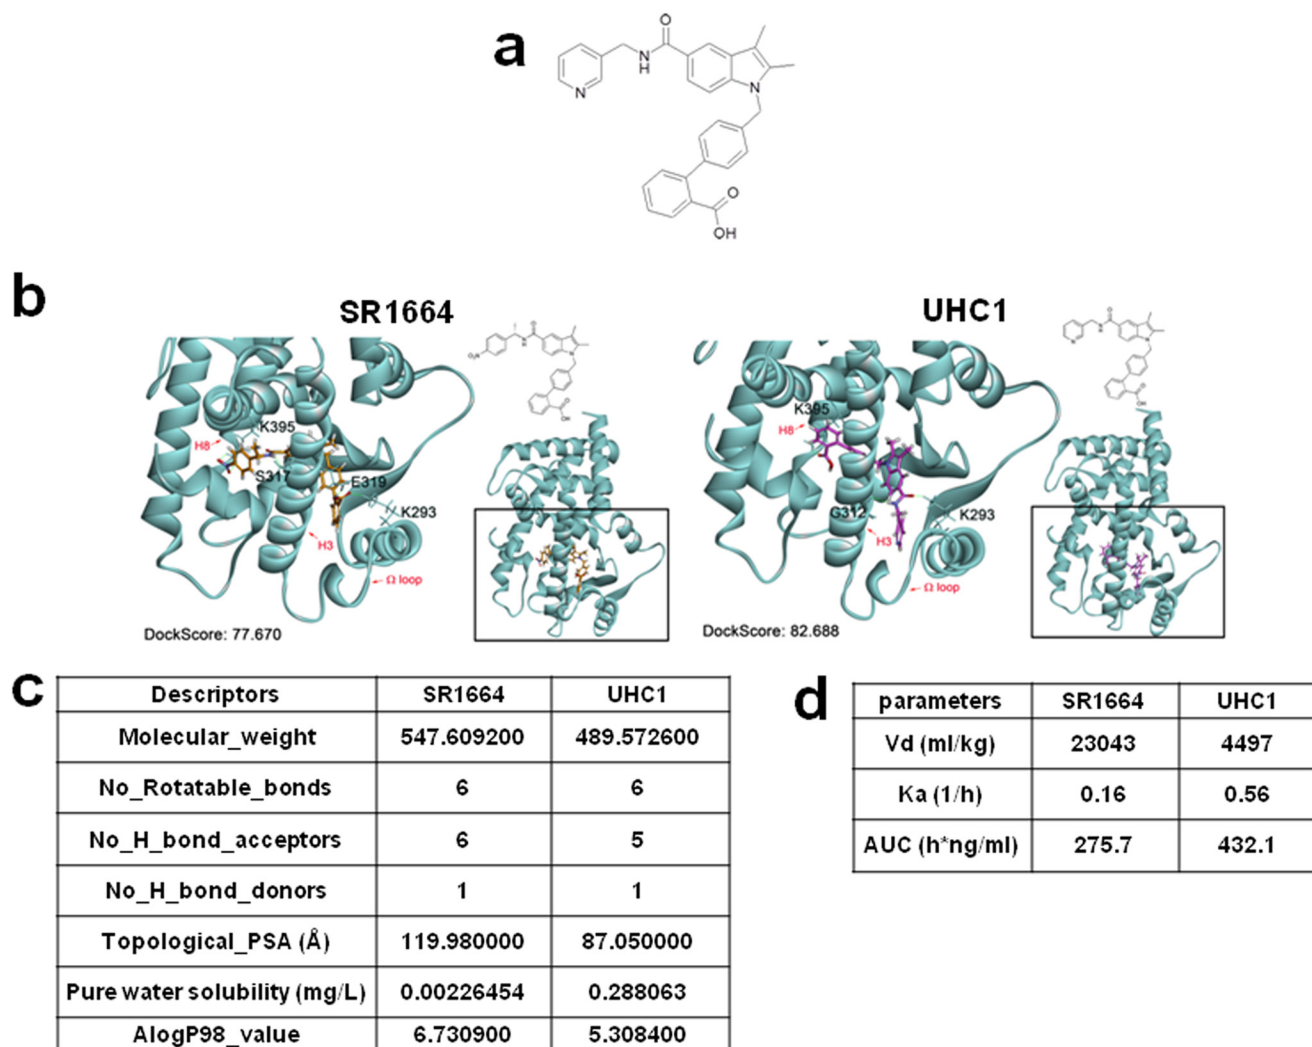 a
O
N
H
N
N
O
OH
b
SR1664
UHC1
K395
H8
S317
E319
K293
H3
Ω loop
DockScore: 77.670
K395
H8
G312
K293
H3
Ω loop
DockScore: 82.688
c
Descriptors SR1664 UHC1
Molecular_weight 547.609200 489.572600
No_Rotatable_bonds 6 6
No_H_bond_acceptors 6 5
No_H_bond_donors 1 1
Topological_PSA (Å) 119.980000 87.050000
Pure water solubility (mg/L) 0.00226454 0.288063
AlogP98_value 6.730900 5.308400
d
parameters SR1664 UHC1
Vd (ml/kg) 23043 4497
Ka (1/h) 0.16 0.56
AUC (h*ng/ml) 275.7 432.1